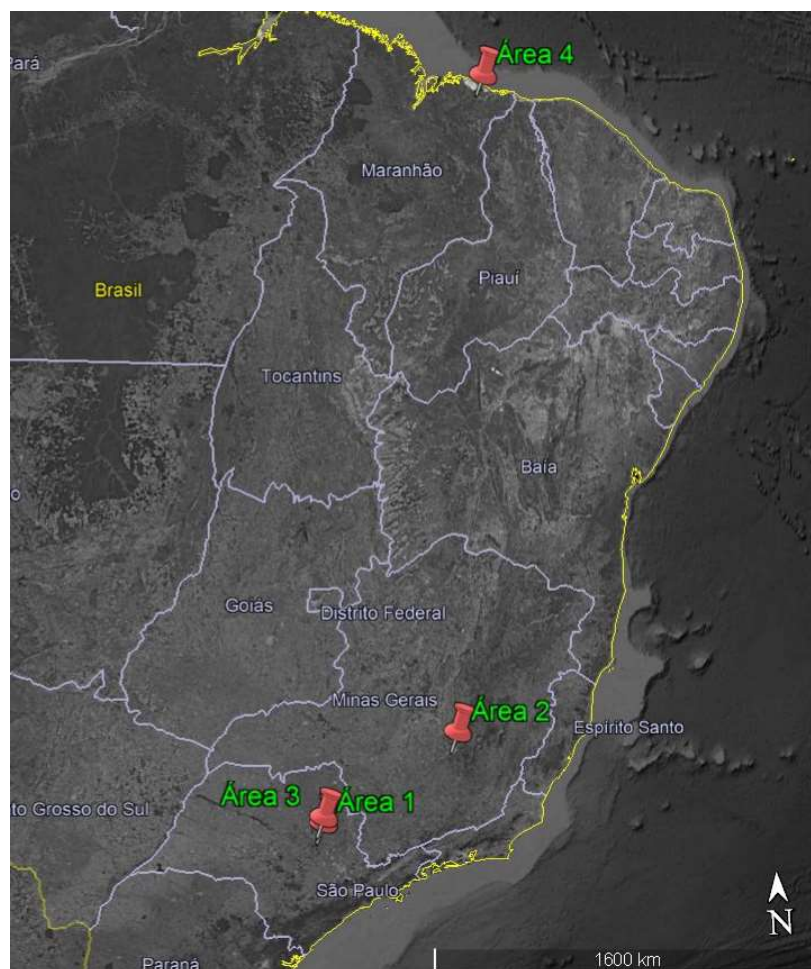 Área 4
Pará
Maranhão
Piauí
Brasil
Tocantins
Baía
o
Goiás
Distrito Federal
Minas Gerais
Área 2
Espírito Santo
Área 3
Área 1
to Grosso do Sul
São Paulo
N
Paraná
1600 km